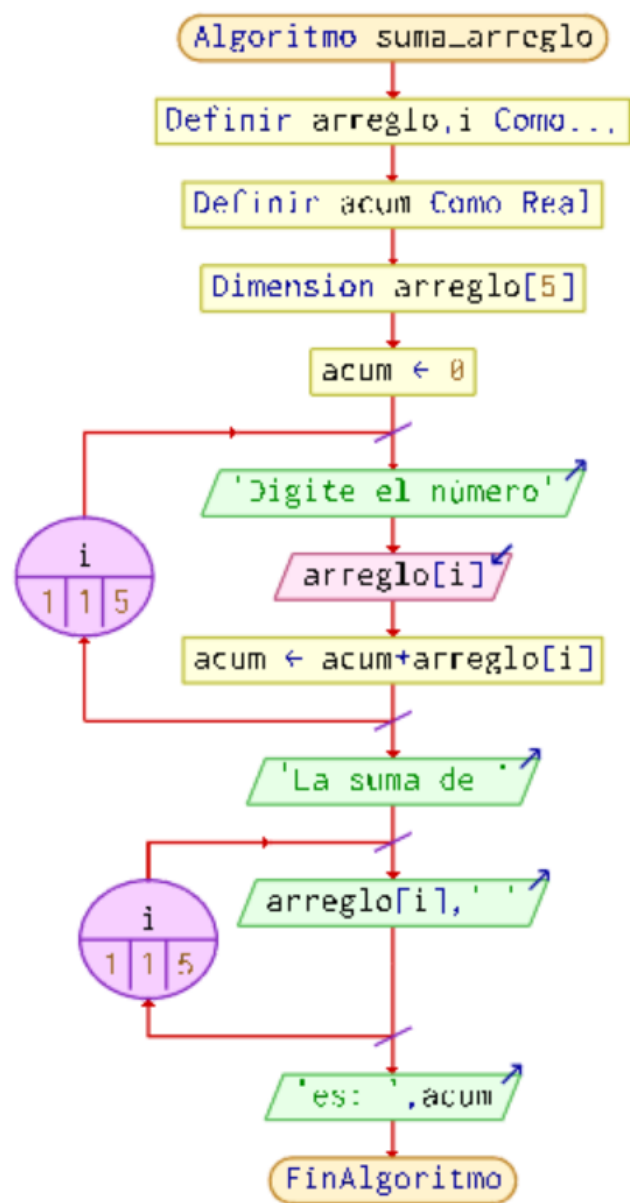 Algoritmo suma_arreglo
Definir arreglo,i Como...
Definir acum Como Real
Dimension arreglo[5]
acum ← 0
'Digite el número'
i
1 1 5
arreglo[i]
acum ← acum+arreglo[i]
'La suma de '
arreglo[i],' '
i
1 1 5
'es: ',acum
FinAlgoritmo